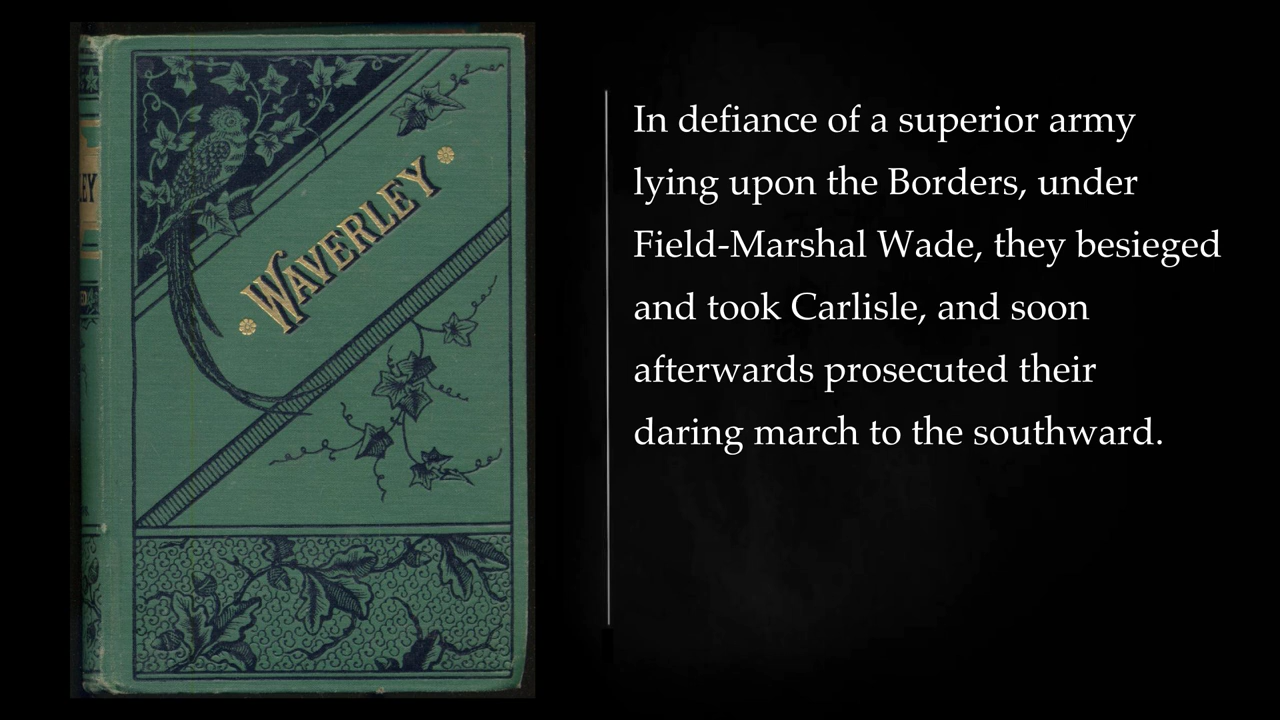 WAVERLEY
EY
In defiance of a superior army
lying upon the Borders, under
Field-Marshal Wade, they besieged
and took Carlisle, and soon
afterwards prosecuted their
daring march to the southward.